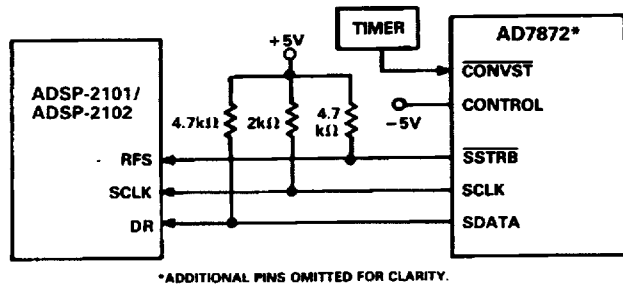 TIMER
AD7872*
+5V
ADSP-2101/
ADSP-2102
CONVST
4.7kΩ
2kΩ
4.7
kΩ
CONTROL
−5V
RFS
SSTRB
SCLK
SCLK
DR
SDATA
*ADDITIONAL PINS OMITTED FOR CLARITY.